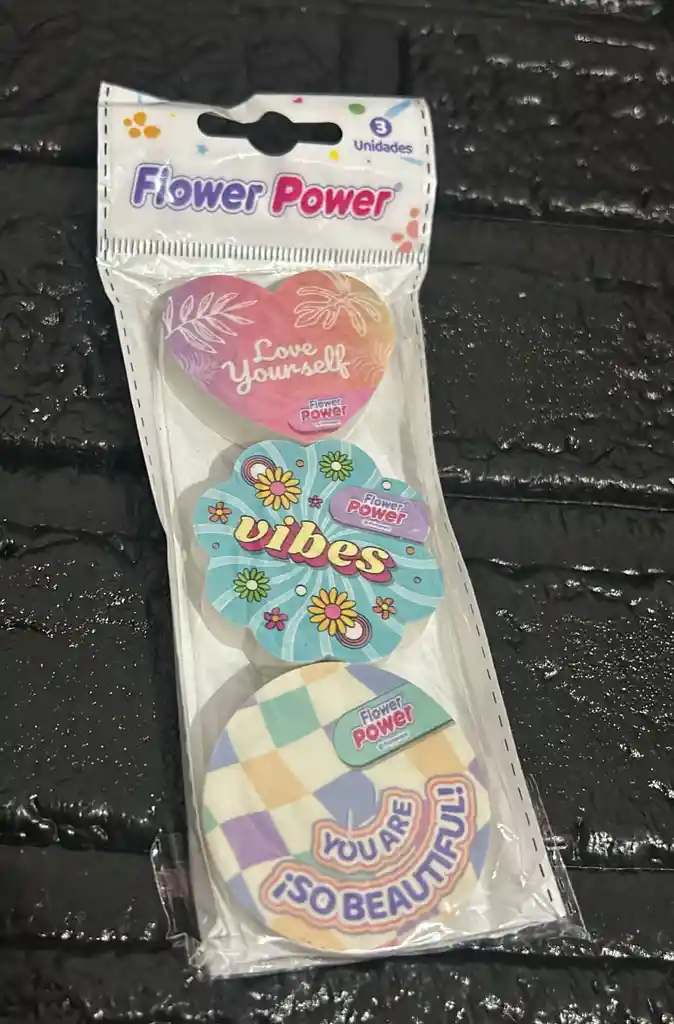 3
Unidades
Flower Power
Love
Yourself
Flower
Power
Flower
Power
vibes
Flower
Power
YOU ARE
¡SO BEAUTIFUL!